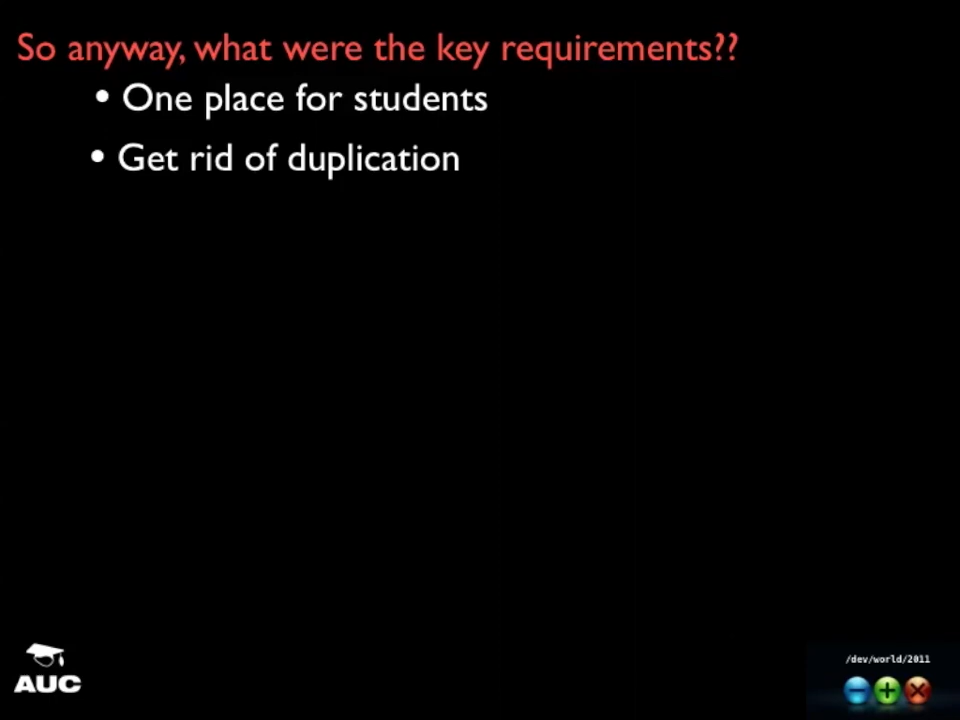 So anyway, what were the key requirements??
• One place for students
• Get rid of duplication
AUC
/dev/world/2011